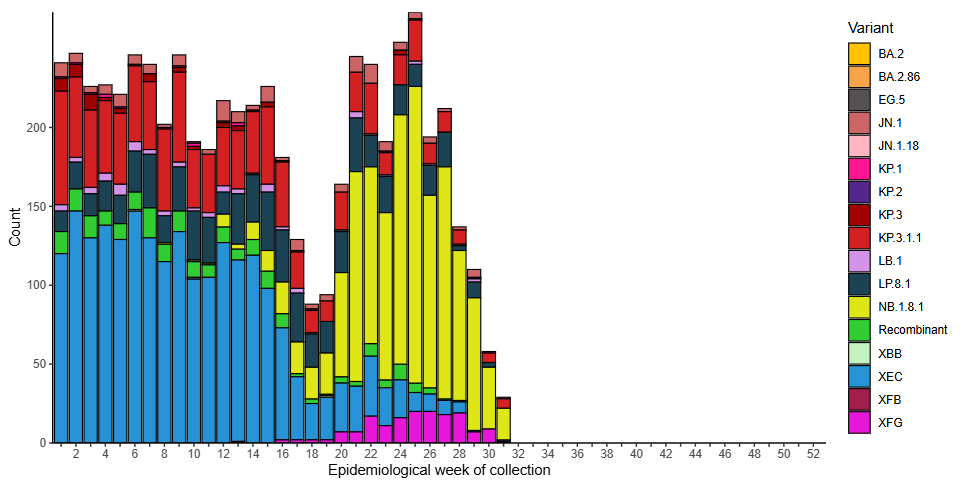 Count
200
150
100
50
0
2 4 6 8 10 12 14 16 18 20 22 24 26 28 30 32 34 36 38 40 42 44 46 48 50 52
Epidemiological week of collection
Variant
BA.2
BA.2.86
EG.5
JN.1
JN.1.18
KP.1
KP.2
KP.3
KP.3.1.1
LB.1
LP.8.1
NB.1.8.1
Recombinant
XBB
XEC
XFB
XFG